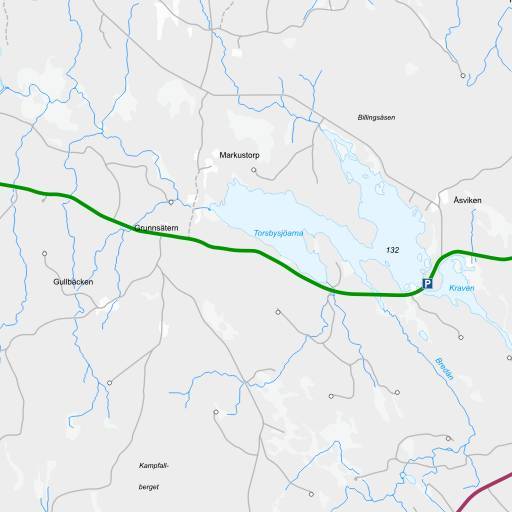 Billingsåsen
Markustorp
Åsviken
Grunnsätern
Torsbysjöarna
132
Gullbäcken
P
Kraven
Bredån
Kampfall-
berget